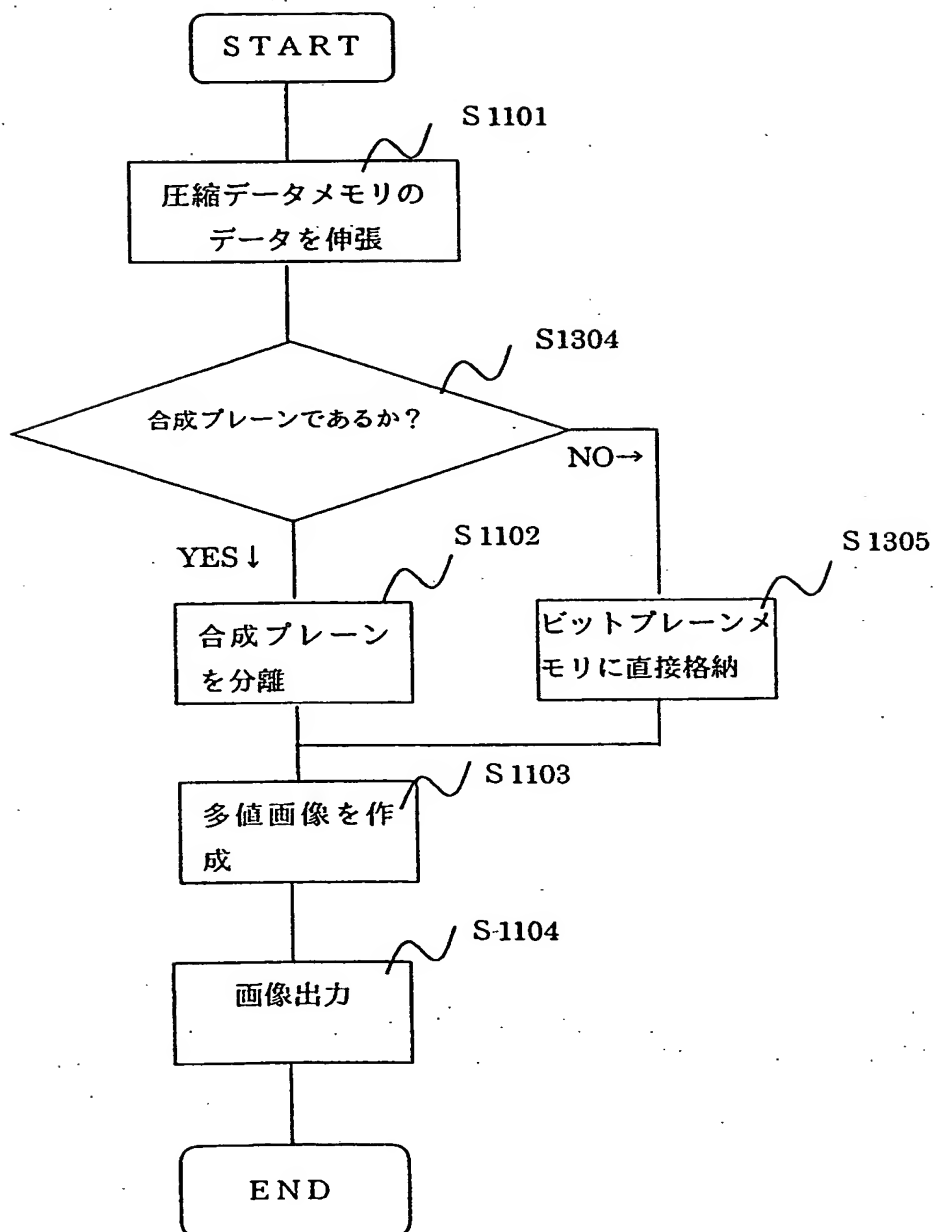 START
S1101
圧縮データメモリの
データを伸張
S1304
合成プレーンであるか?
NO→
YES↓
S1102
S1305
合成プレーン
を分離
ビットプレーンメ
モリに直接格納
S1103
多値画像を作
成
S-1104
画像出力
END